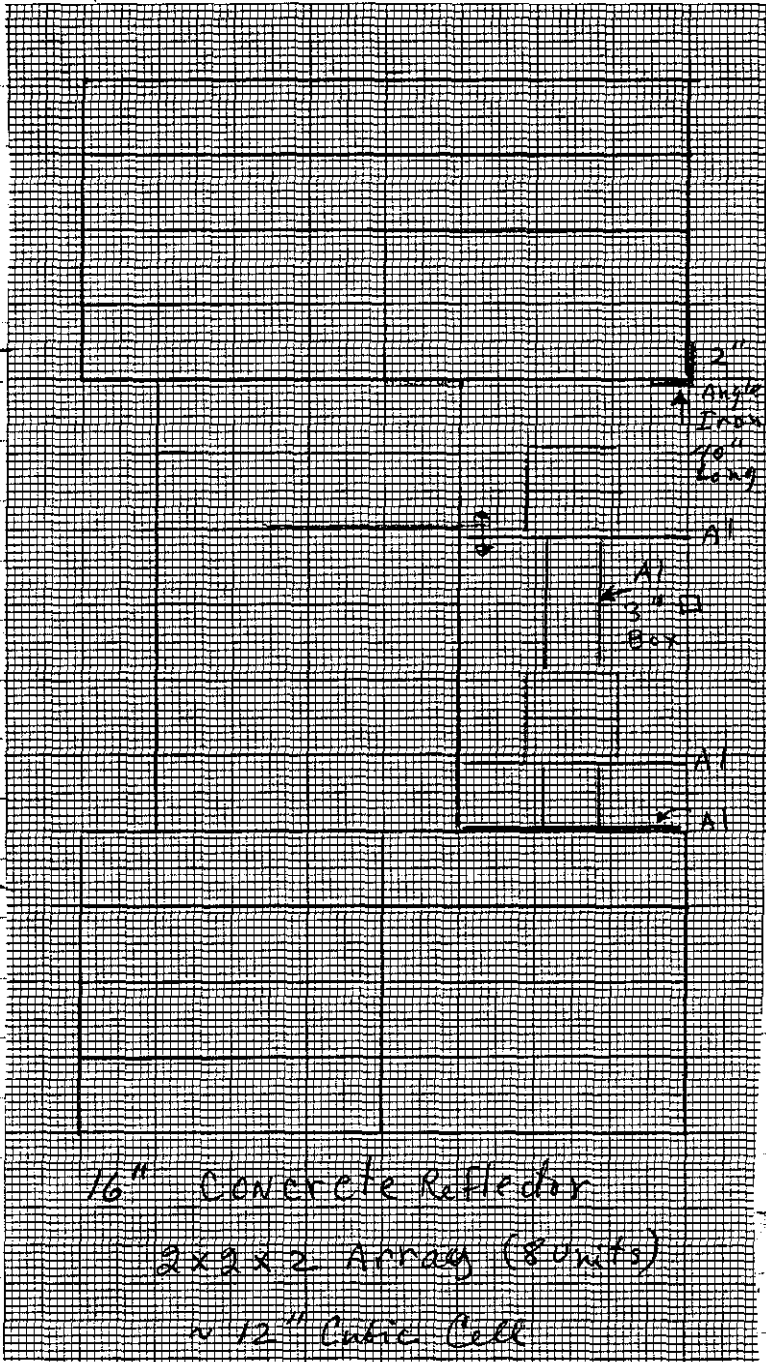 2"
Angle
Iron
40"
Long
Al
Al
3" □
Box
Al
Al
16" Concrete Reflector
2x2x2 Array (8 Units)
~ 12" Cubic Cell